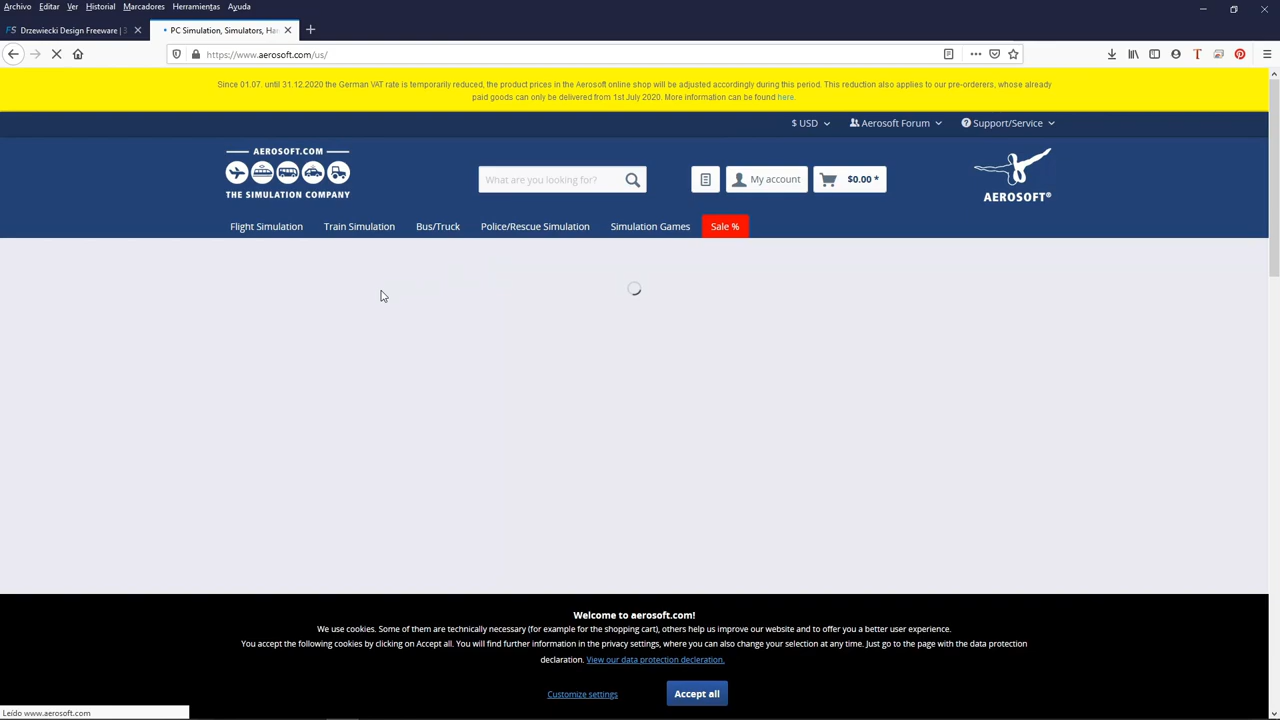 Archivo Editar Ver Historial Marcadores Herramientas Ayuda
Drzewiecki Design Freeware | S
PC Simulation, Simulators, Ha
https://www.aerosoft.com/us/
Since 01.07. until 31.12.2020 the German VAT rate is temporarily reduced, the product prices in the Aerosoft online shop will be adjusted accordingly during this period. This reduction also applies to our pre-orderers, whose already
paid goods can only be delivered from 1st July 2020. More information can be found here.
$ USD Aerosoft Forum Support/Service
AEROSOFT.COM
THE SIMULATION COMPANY
What are you looking for?
My account
$0.00 *
AEROSOFT®
Flight Simulation Train Simulation Bus/Truck Police/Rescue Simulation Simulation Games Sale %
Welcome to aerosoft.com!
We use cookies. Some of them are technically necessary (for example for the shopping cart), others help us improve our website and to offer you a better user experience.
You accept the following cookies by clicking on Accept all. You will find further information in the privacy settings, where you can also change your selection at any time. Just go to the page with the data protection
declaration. View our data protection decleration.
Customize settings Accept all
Leído www.aerosoft.com